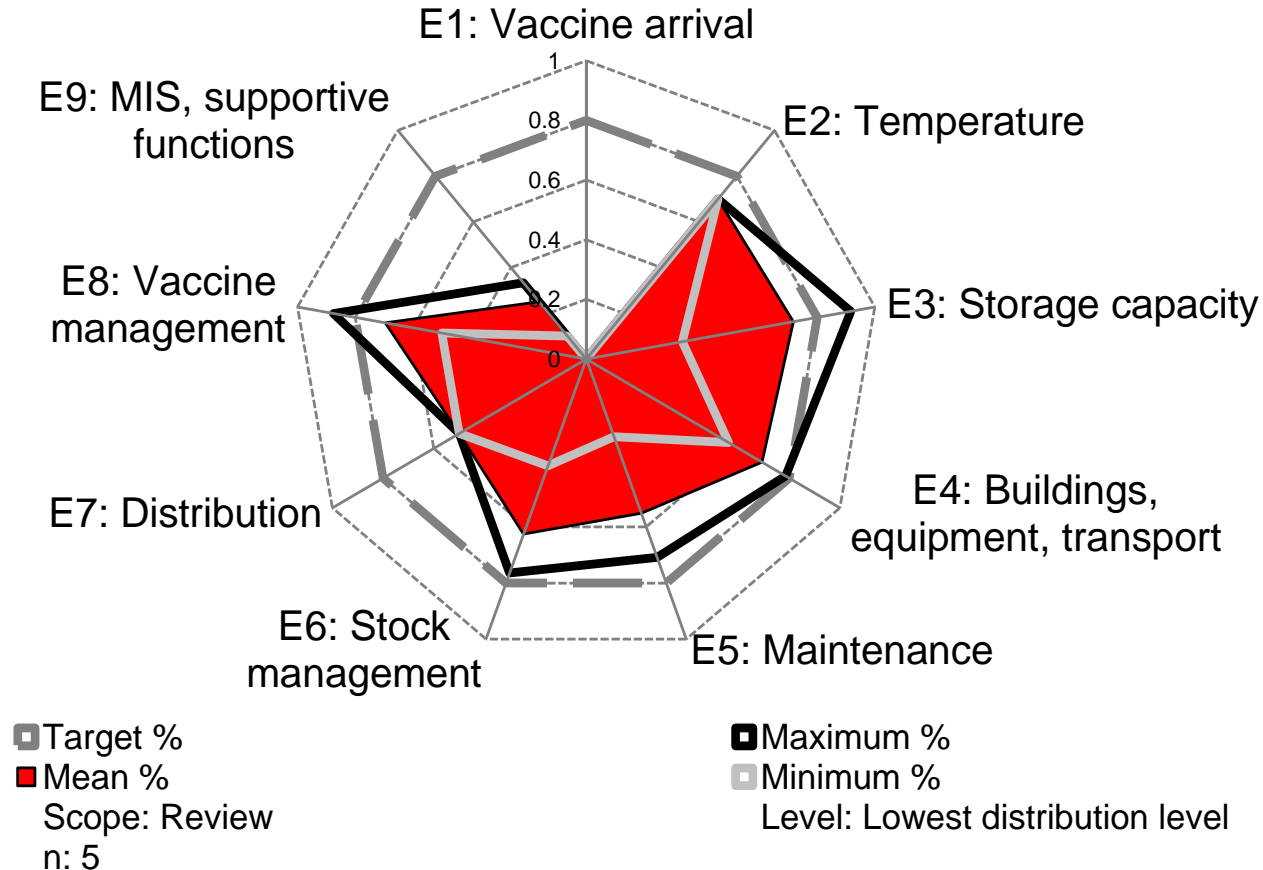 E1: Vaccine arrival
1
E9: MIS, supportive
functions
0.8
E2: Temperature
0.6
0.4
E8: Vaccine
management
0.2
E3: Storage capacity
0
E7: Distribution
E4: Buildings,
equipment, transport
E6: Stock
management
E5: Maintenance
Target %
Mean %
Scope: Review
n: 5
Maximum %
Minimum %
Level: Lowest distribution level